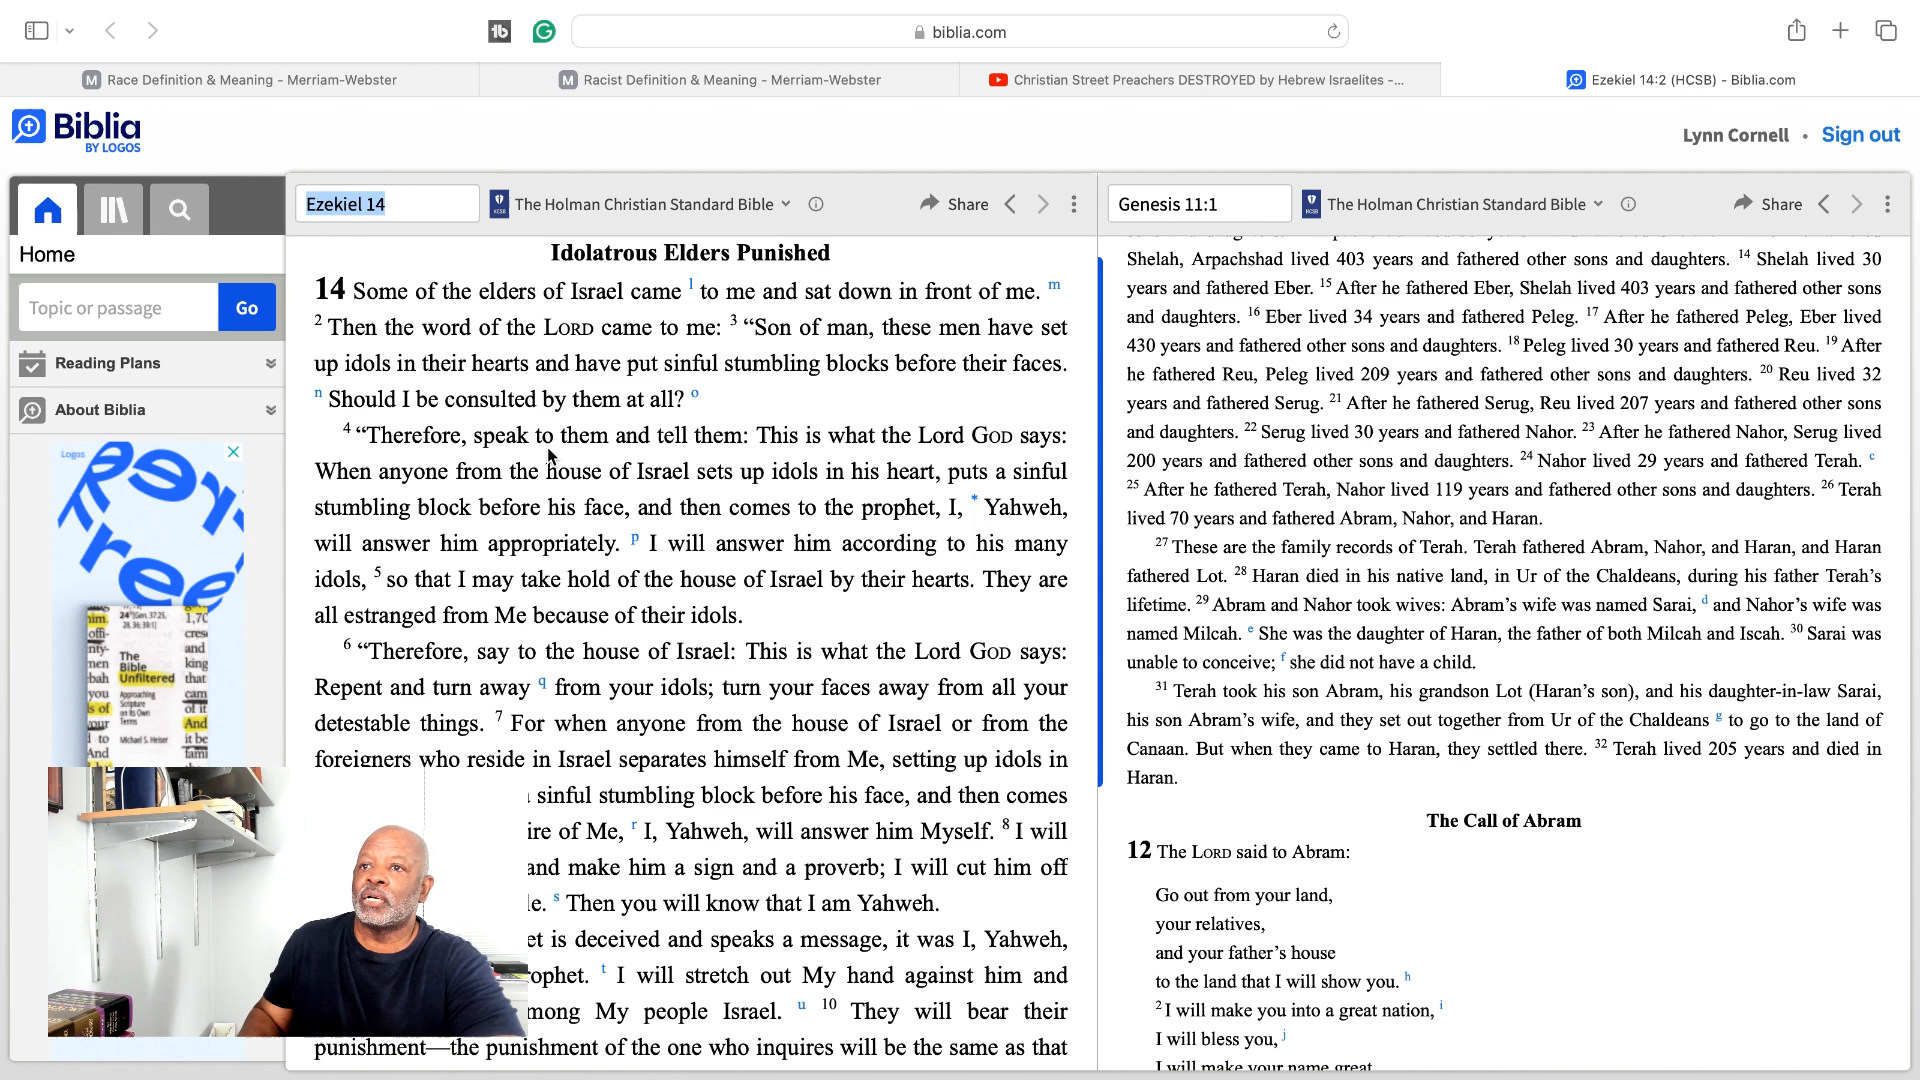 biblia.com
Race Definition & Meaning - Merriam-Webster
Racist Definition & Meaning - Merriam-Webster
Christian Street Preachers DESTROYED by Hebrew Israelites -...
Ezekiel 14:2 (HCSB) - Biblia.com
Biblia
BY LOGOS
Lynn Cornell • Sign out
Home
Topic or passage
Go
Reading Plans
About Biblia
Logos
Free
Free
The
Bible
Unfiltered
Approaching
Scripture
on Its Own
Terms
Michael S. Heiser
Ezekiel 14
The Holman Christian Standard Bible
Share
Idolatrous Elders Punished
14 Some of the elders of Israel came l to me and sat down in front of me. m
2 Then the word of the LORD came to me: 3 “Son of man, these men have set
up idols in their hearts and have put sinful stumbling blocks before their faces.
n Should I be consulted by them at all? o
4 “Therefore, speak to them and tell them: This is what the Lord GOD says:
When anyone from the house of Israel sets up idols in his heart, puts a sinful
stumbling block before his face, and then comes to the prophet, I, * Yahweh,
will answer him appropriately. p I will answer him according to his many
idols, 5 so that I may take hold of the house of Israel by their hearts. They are
all estranged from Me because of their idols.
6 “Therefore, say to the house of Israel: This is what the Lord GOD says:
Repent and turn away q from your idols; turn your faces away from all your
detestable things. 7 For when anyone from the house of Israel or from the
foreigners who reside in Israel separates himself from Me, setting up idols in
sinful stumbling block before his face, and then comes
ire of Me, r I, Yahweh, will answer him Myself. 8 I will
and make him a sign and a proverb; I will cut him off
le. s Then you will know that I am Yahweh.
et is deceived and speaks a message, it was I, Yahweh,
ophet. t I will stretch out My hand against him and
mong My people Israel. u 10 They will bear their
punishment—the punishment of the one who inquires will be the same as that
Genesis 11:1
The Holman Christian Standard Bible
Share
Shelah, Arpachshad lived 403 years and fathered other sons and daughters. 14 Shelah lived 30
years and fathered Eber. 15 After he fathered Eber, Shelah lived 403 years and fathered other sons
and daughters. 16 Eber lived 34 years and fathered Peleg. 17 After he fathered Peleg, Eber lived
430 years and fathered other sons and daughters. 18 Peleg lived 30 years and fathered Reu. 19 After
he fathered Reu, Peleg lived 209 years and fathered other sons and daughters. 20 Reu lived 32
years and fathered Serug. 21 After he fathered Serug, Reu lived 207 years and fathered other sons
and daughters. 22 Serug lived 30 years and fathered Nahor. 23 After he fathered Nahor, Serug lived
200 years and fathered other sons and daughters. 24 Nahor lived 29 years and fathered Terah. c
25 After he fathered Terah, Nahor lived 119 years and fathered other sons and daughters. 26 Terah
lived 70 years and fathered Abram, Nahor, and Haran.
27 These are the family records of Terah. Terah fathered Abram, Nahor, and Haran, and Haran
fathered Lot. 28 Haran died in his native land, in Ur of the Chaldeans, during his father Terah’s
lifetime. 29 Abram and Nahor took wives: Abram’s wife was named Sarai, d and Nahor’s wife was
named Milcah. e She was the daughter of Haran, the father of both Milcah and Iscah. 30 Sarai was
unable to conceive; f she did not have a child.
31 Terah took his son Abram, his grandson Lot (Haran’s son), and his daughter-in-law Sarai,
his son Abram’s wife, and they set out together from Ur of the Chaldeans g to go to the land of
Canaan. But when they came to Haran, they settled there. 32 Terah lived 205 years and died in
Haran.
The Call of Abram
12 The LORD said to Abram:
Go out from your land,
your relatives,
and your father’s house
to the land that I will show you. h
2 I will make you into a great nation, i
I will bless you, j
I will make your name great